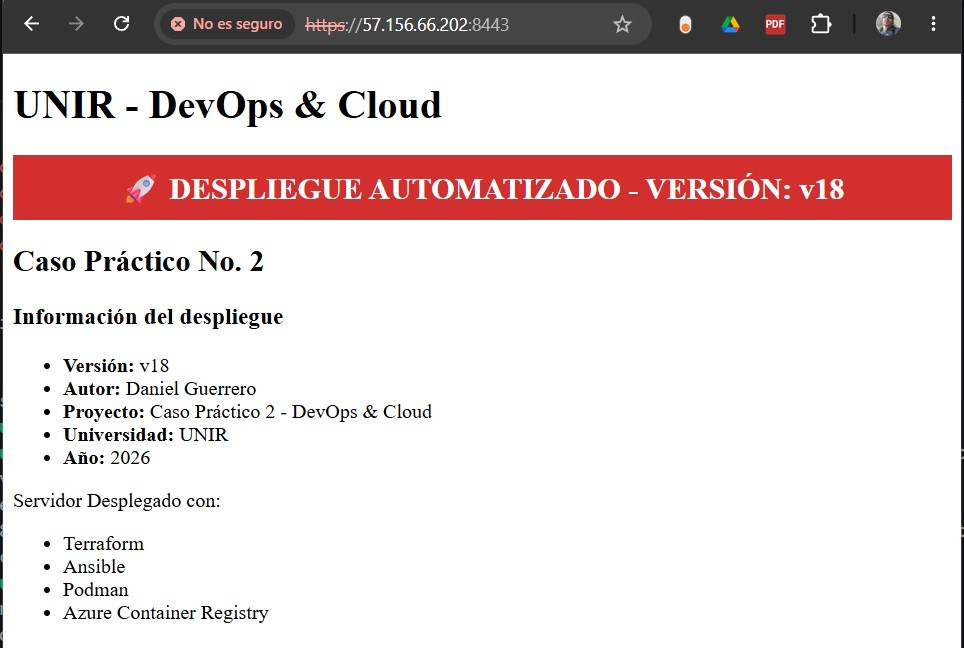 No es seguro https://57.156.66.202:8443
PDF
UNIR - DevOps & Cloud
🚀 DESPLIEGUE AUTOMATIZADO - VERSIÓN: v18
Caso Práctico No. 2
Información del despliegue
• Versión: v18
• Autor: Daniel Guerrero
• Proyecto: Caso Práctico 2 - DevOps & Cloud
• Universidad: UNIR
• Año: 2026
Servidor Desplegado con:
• Terraform
• Ansible
• Podman
• Azure Container Registry